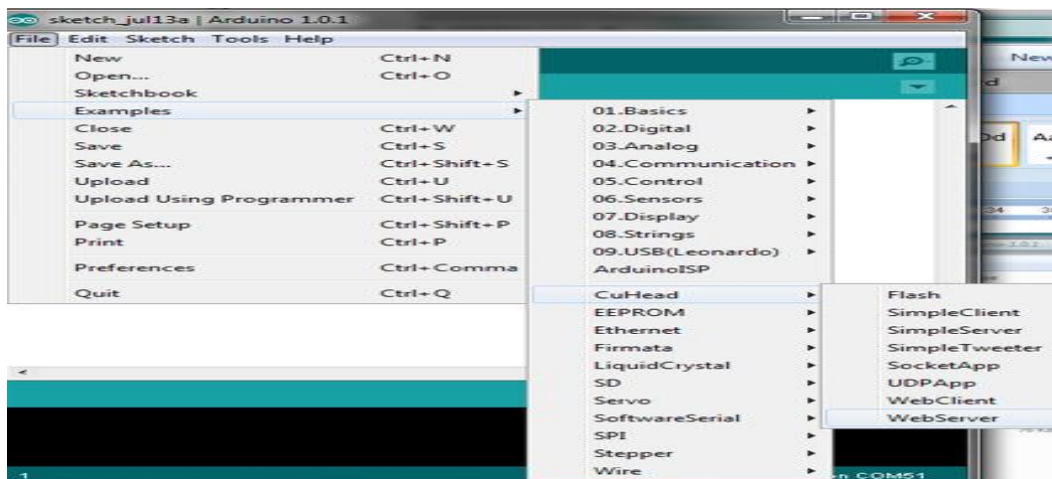 sketch_jul13a | Arduino 1.0.1
File Edit Sketch Tools Help
New Ctrl+N
Open... Ctrl+O
Sketchbook
Examples
Close Ctrl+W
Save Ctrl+S
Save As... Ctrl+Shift+S
Upload Ctrl+U
Upload Using Programmer Ctrl+Shift+U
Page Setup Ctrl+Shift+P
Print Ctrl+P
Preferences Ctrl+Comma
Quit Ctrl+Q
01.Basics
02.Digital
03.Analog
04.Communication
05.Control
06.Sensors
07.Display
08.Strings
09.USB(Leonardo)
ArduinoISP
CuHead
EEPROM
Ethernet
Firmata
LiquidCrystal
SD
Servo
SoftwareSerial
SPI
Stepper
Wire
Flash
SimpleClient
SimpleServer
SimpleTweeter
SocketApp
UDPApp
WebClient
WebServer
New
1
COM51